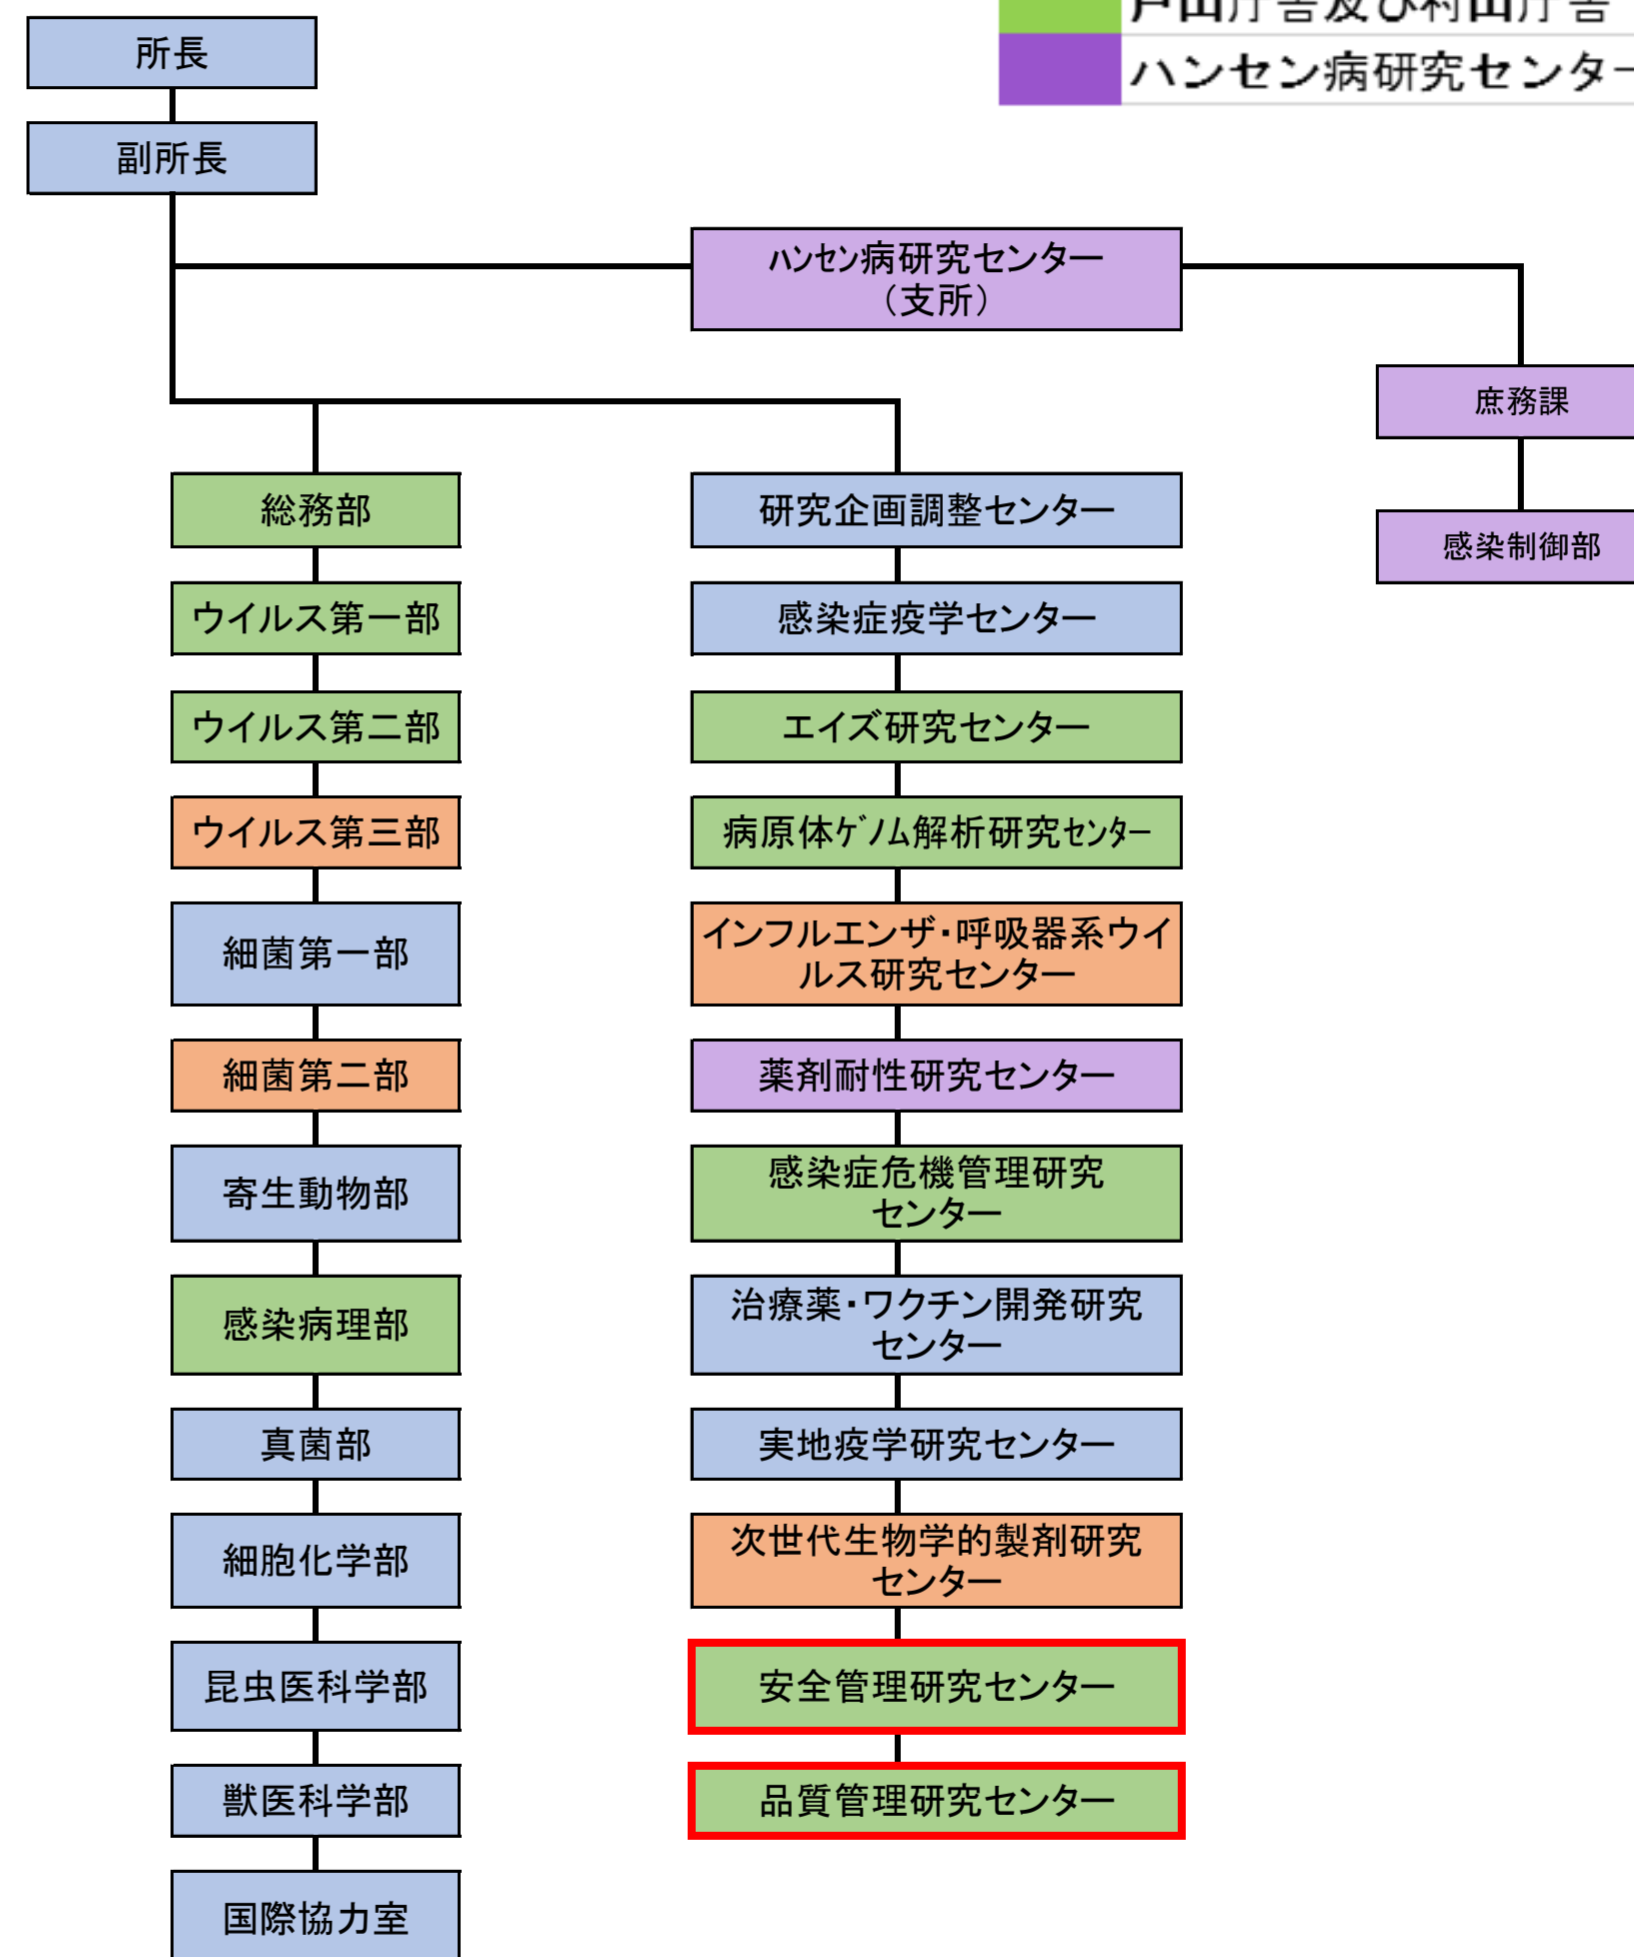 戸山庁舎及び村山庁舎
ハンセン病研究センター
所長
副所長
ﾊﾝｾﾝ病研究センター
（支所）
庶務課
感染制御部
総務部
ウイルス第一部
ウイルス第二部
ウイルス第三部
細菌第一部
細菌第二部
寄生動物部
感染病理部
真菌部
細胞化学部
昆虫医科学部
獣医科学部
国際協力室
研究企画調整センター
感染症疫学センター
エイズ研究センター
病原体ｹﾞﾉﾑ解析研究ｾﾝﾀｰ
インフルエンザ・呼吸器系ウイ
ルス研究センター
薬剤耐性研究センター
感染症危機管理研究
センター
治療薬・ワクチン開発研究
センター
実地疫学研究センター
次世代生物学的製剤研究
センター
安全管理研究センター
品質管理研究センター